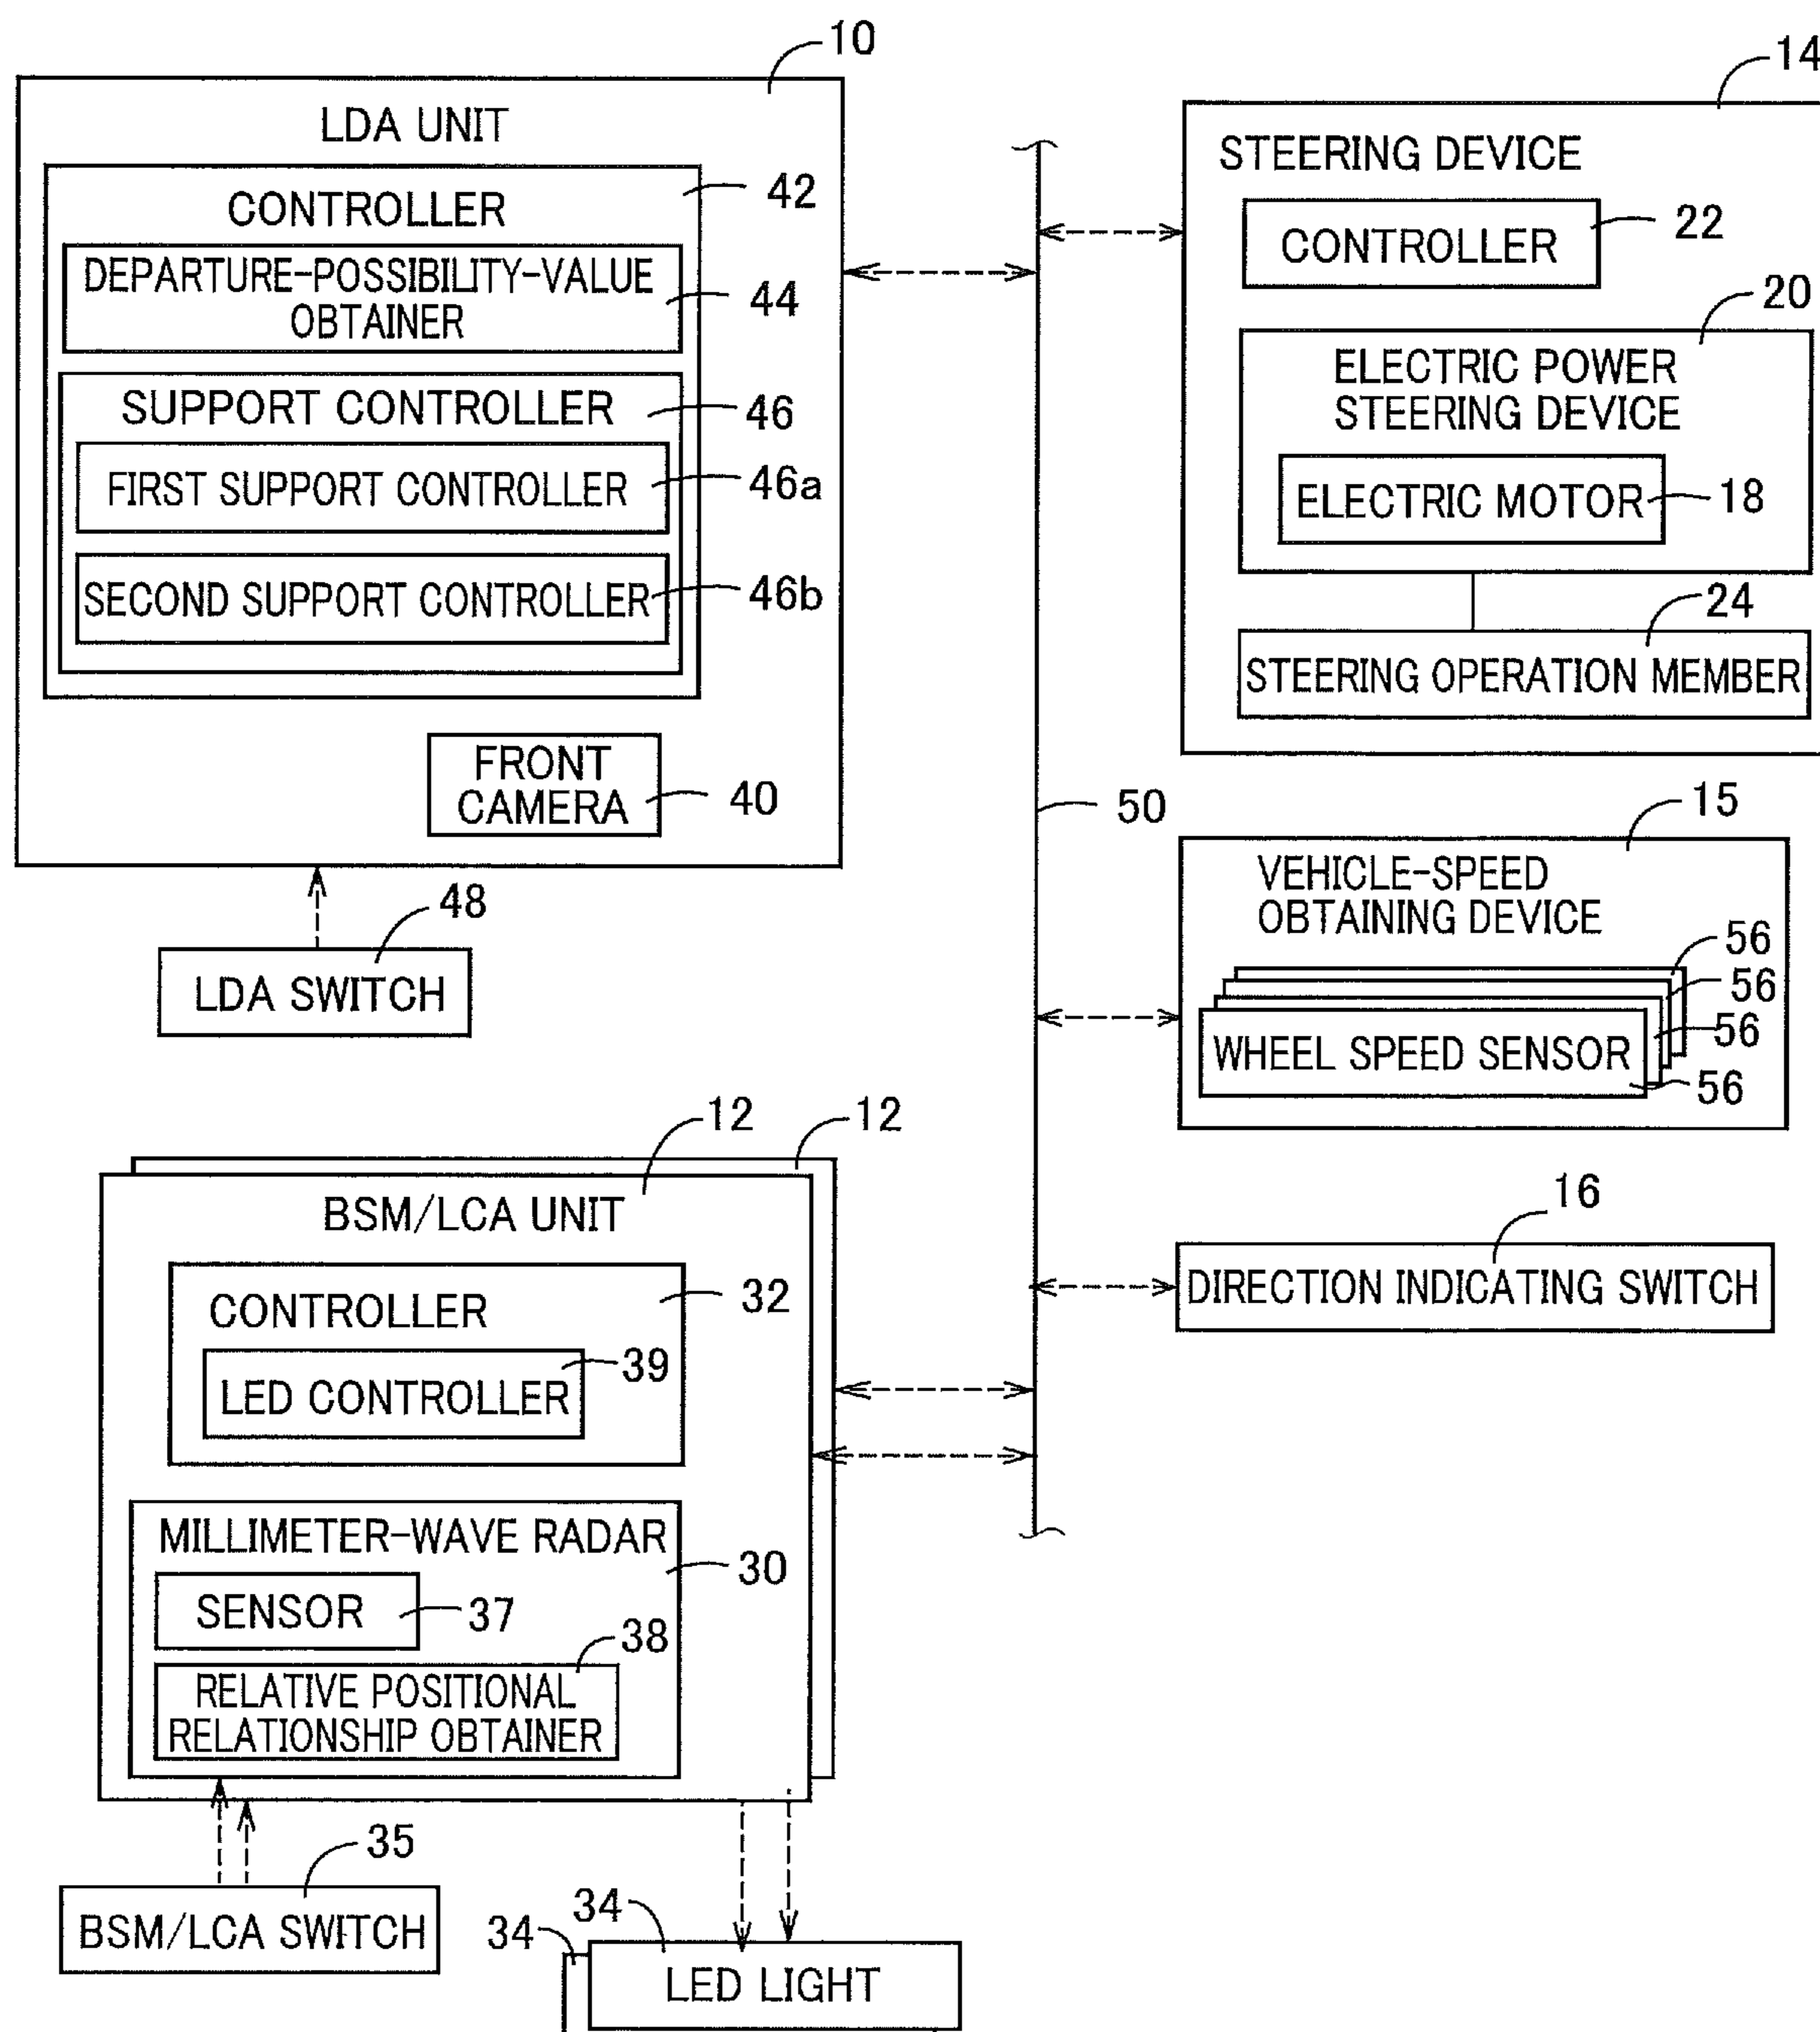 10
LDA UNIT
CONTROLLER
42
DEPARTURE-POSSIBILITY-VALUE
OBTAINER
44
SUPPORT CONTROLLER
46
FIRST SUPPORT CONTROLLER
46a
SECOND SUPPORT CONTROLLER
46b
FRONT
CAMERA
40
48
LDA SWITCH
12
12
BSM/LCA UNIT
CONTROLLER
32
LED CONTROLLER
39
MILLIMETER-WAVE RADAR
30
SENSOR
37
38
RELATIVE POSITIONAL
RELATIONSHIP OBTAINER
35
BSM/LCA SWITCH
34
34
LED LIGHT
50
14
STEERING DEVICE
CONTROLLER
22
20
ELECTRIC POWER
STEERING DEVICE
ELECTRIC MOTOR
18
24
STEERING OPERATION MEMBER
15
VEHICLE-SPEED
OBTAINING DEVICE
56
56
56
WHEEL SPEED SENSOR
56
16
DIRECTION INDICATING SWITCH